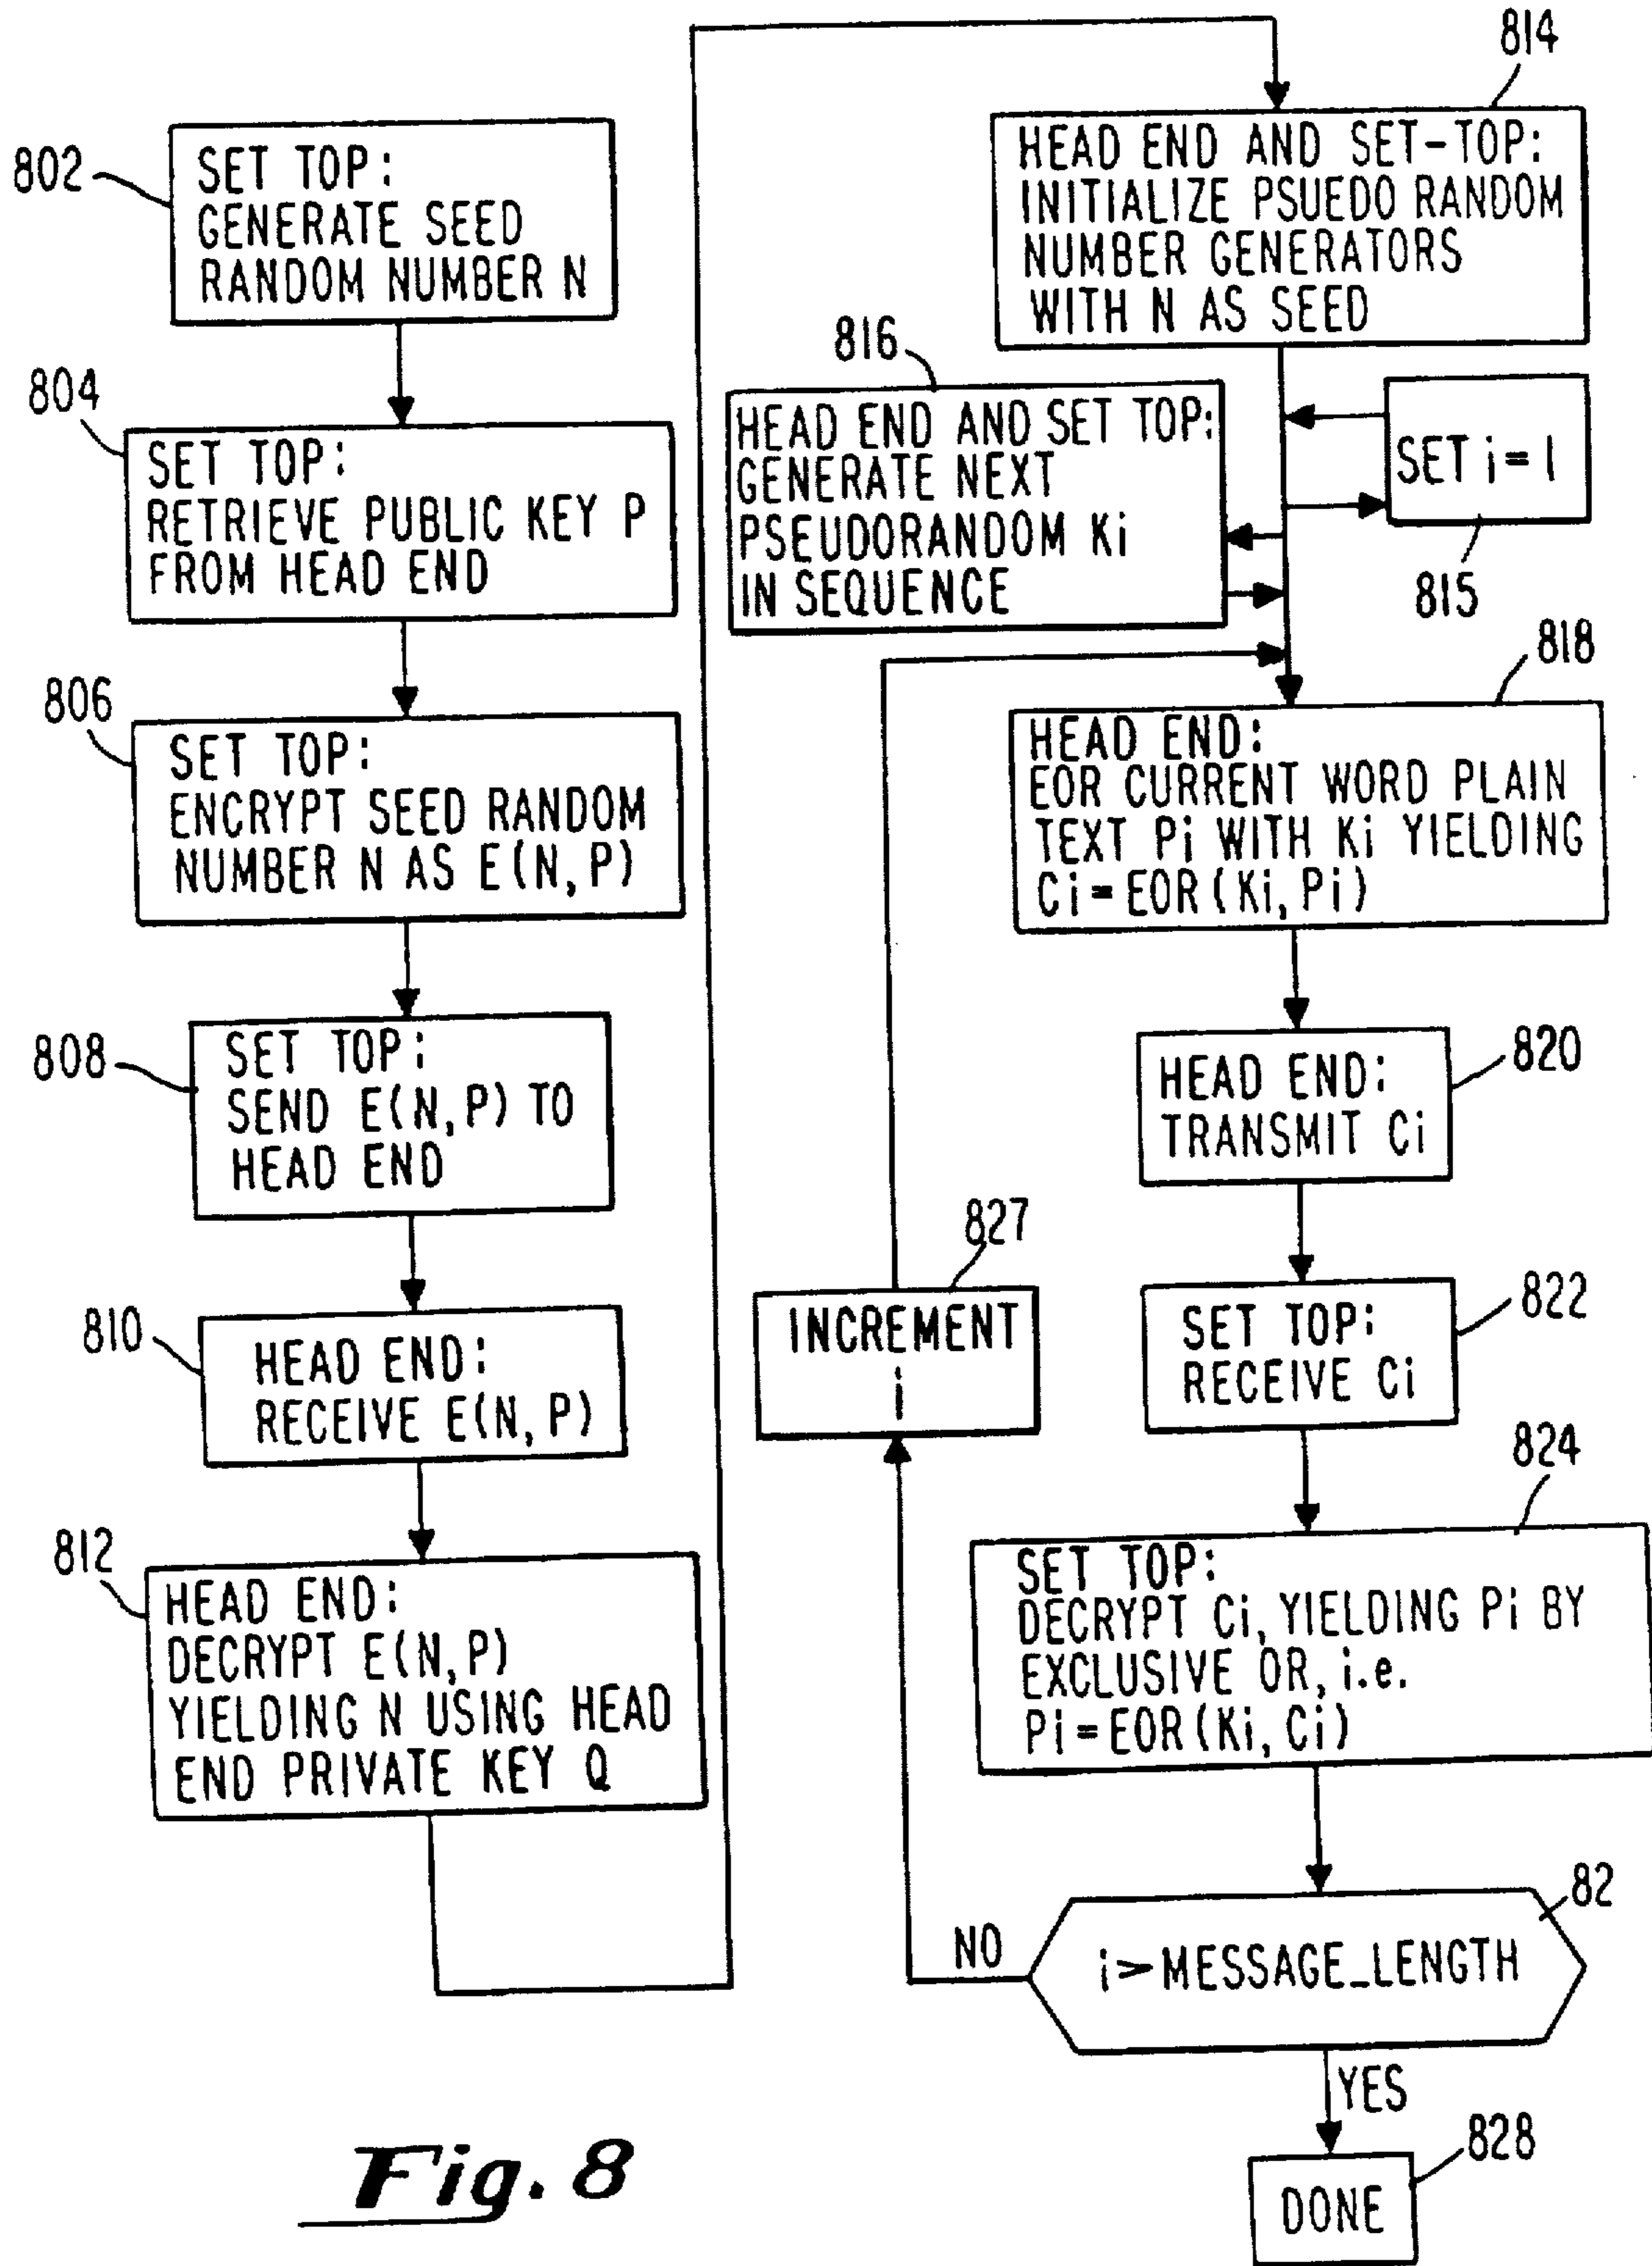 802
SET TOP:
GENERATE SEED
RANDOM NUMBER N
804
SET TOP:
RETRIEVE PUBLIC KEY P
FROM HEAD END
806
SET TOP:
ENCRYPT SEED RANDOM
NUMBER N AS E(N,P)
808
SET TOP:
SEND E(N,P) TO
HEAD END
810
HEAD END:
RECEIVE E(N,P)
812
HEAD END:
DECRYPT E(N,P)
YIELDING N USING HEAD
END PRIVATE KEY Q
814
HEAD END AND SET-TOP:
INITIALIZE PSUEDO RANDOM
NUMBER GENERATORS
WITH N AS SEED
SET i=1
815
816
HEAD END AND SET TOP:
GENERATE NEXT
PSEUDORANDOM Ki
IN SEQUENCE
818
HEAD END:
EOR CURRENT WORD PLAIN
TEXT Pi WITH Ki YIELDING
Ci=EOR(Ki,Pi)
820
HEAD END:
TRANSMIT Ci
822
SET TOP:
RECEIVE Ci
824
SET TOP:
DECRYPT Ci, YIELDING Pi BY
EXCLUSIVE OR, i.e.
Pi=EOR(Ki,Ci)
82
i>MESSAGE_LENGTH
NO
827
INCREMENT
i
YES
828
DONE
Fig. 8